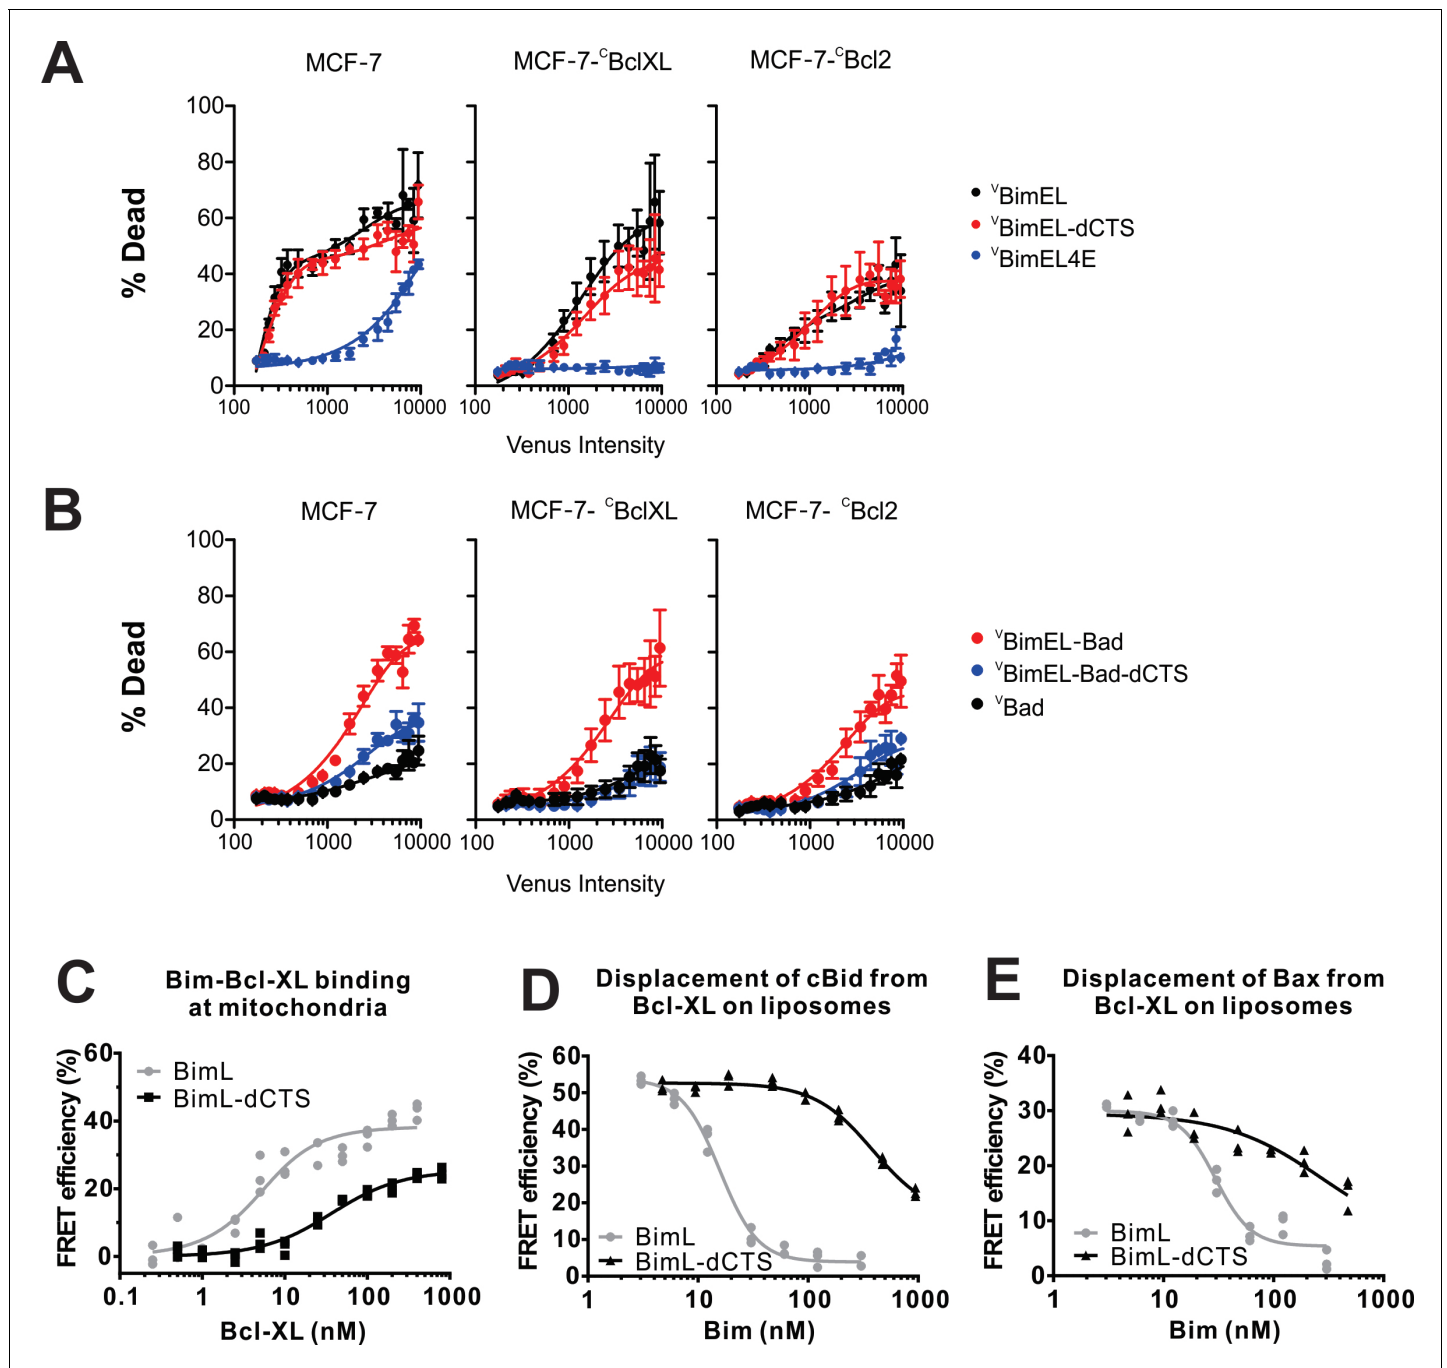 A
MCF-7
MCF-7-ᶜBclXL
MCF-7-ᶜBcl2
% Dead
100
80
60
40
20
0
100 1000 10000
100 1000 10000
100 1000 10000
Venus Intensity
ⱽBimEL
ⱽBimEL-dCTS
ⱽBimEL4E
B
MCF-7
MCF-7- ᶜBclXL
MCF-7- ᶜBcl2
% Dead
100
80
60
40
20
0
100 1000 10000
100 1000 10000
100 1000 10000
Venus Intensity
ⱽBimEL-Bad
ⱽBimEL-Bad-dCTS
ⱽBad
C
Bim-Bcl-XL binding
at mitochondria
FRET efficiency (%)
60
40
20
0
BimL
BimL-dCTS
0.1 1 10 100 1000
Bcl-XL (nM)
D
Displacement of cBid from
Bcl-XL on liposomes
FRET efficiency (%)
60
50
40
30
20
10
0
BimL
BimL-dCTS
1 10 100 1000
Bim (nM)
E
Displacement of Bax from
Bcl-XL on liposomes
FRET efficiency (%)
40
30
20
10
0
BimL
BimL-dCTS
1 10 100 1000
Bim (nM)